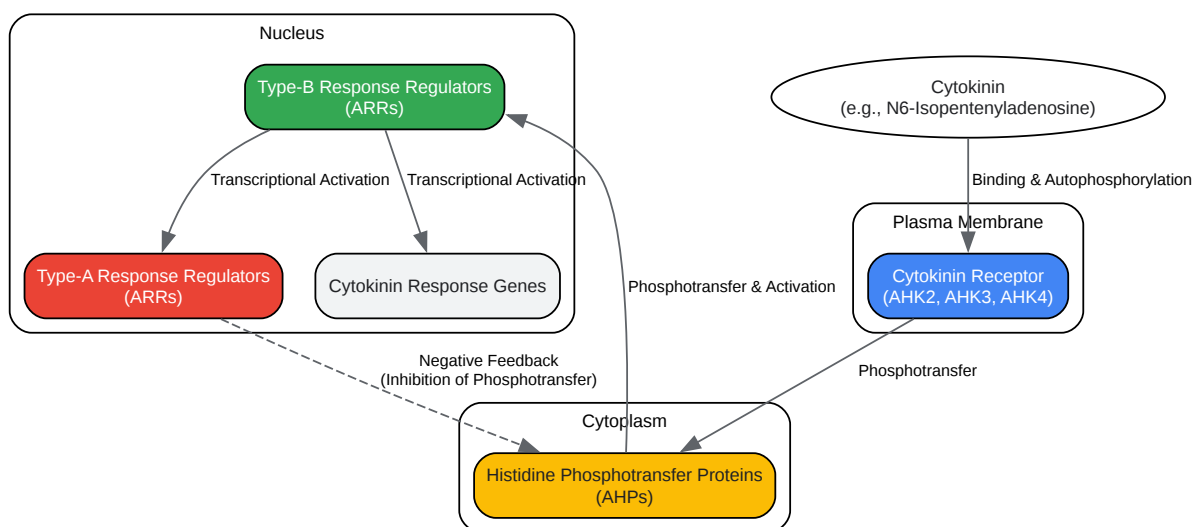 Nucleus
Type-B Response Regulators
(ARRs)
Cytokinin
(e.g., N6-Isopentenyladenosine)
Transcriptional Activation
Transcriptional Activation
Binding & Autophosphorylation
Plasma Membrane
Type-A Response Regulators
(ARRs)
Cytokinin Response Genes
Cytokinin Receptor
(AHK2, AHK3, AHK4)
Phosphotransfer & Activation
Negative Feedback
(Inhibition of Phosphotransfer)
Phosphotransfer
Cytoplasm
Histidine Phosphotransfer Proteins
(AHPs)